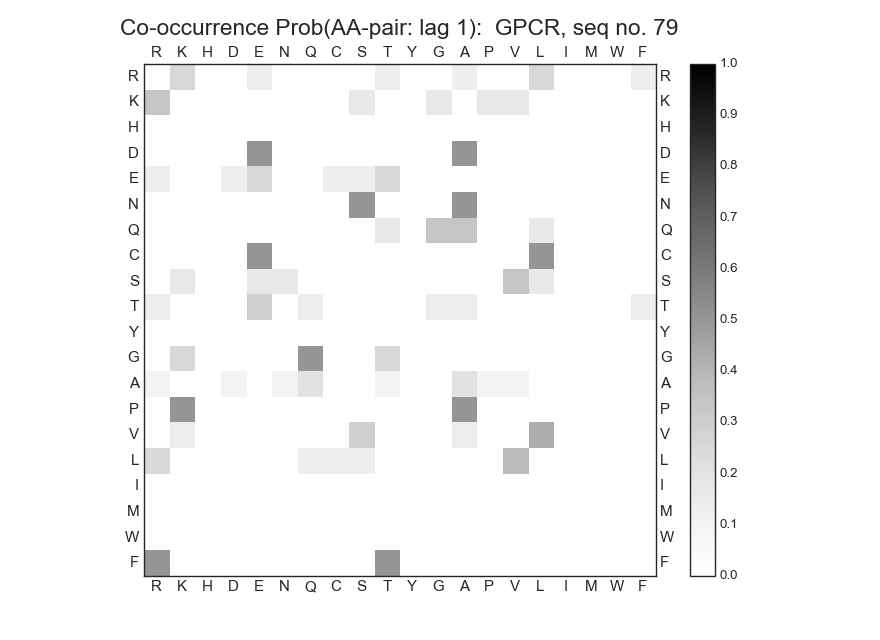 Co-occurrence Prob(AA-pair: lag 1):  GPCR, seq no. 79
R K H D E N Q C S T Y G A P V L I M W F
R R 1.0
K K 0.9
H H
D D 0.8
E E
N N 0.7
Q Q
C C 0.6
S S
T T 0.5
Y Y
G G 0.4
A A
P P 0.3
V V
L L 0.2
I I
M M 0.1
W W
F F 0.0
R K H D E N Q C S T Y G A P V L I M W F